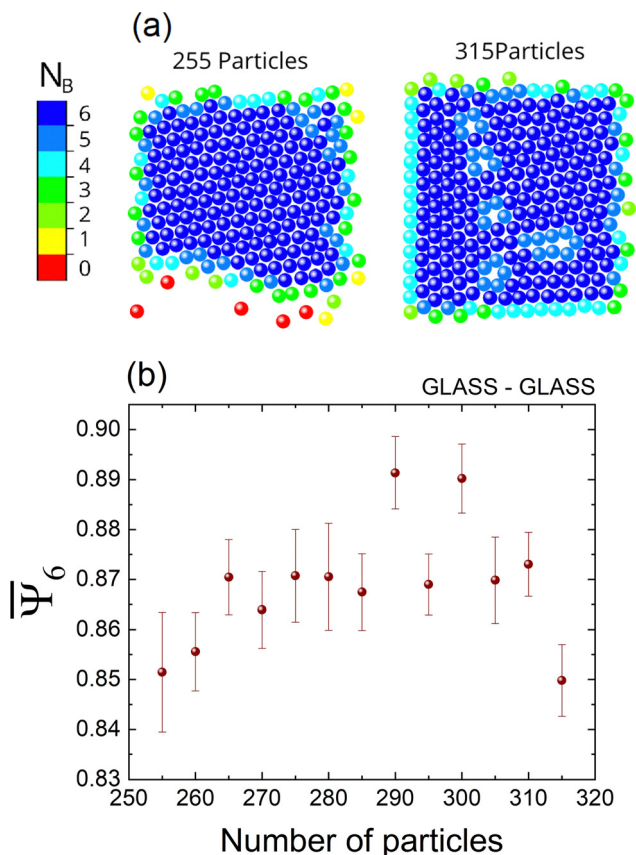 (a)
255 Particles
315Particles
N_B
6
5
4
3
2
1
0
(b)
GLASS - GLASS
0.90
0.89
0.88
0.87
0.86
0.85
0.84
0.83
Ψ̅_6
250 260 270 280 290 300 310 320
Number of particles